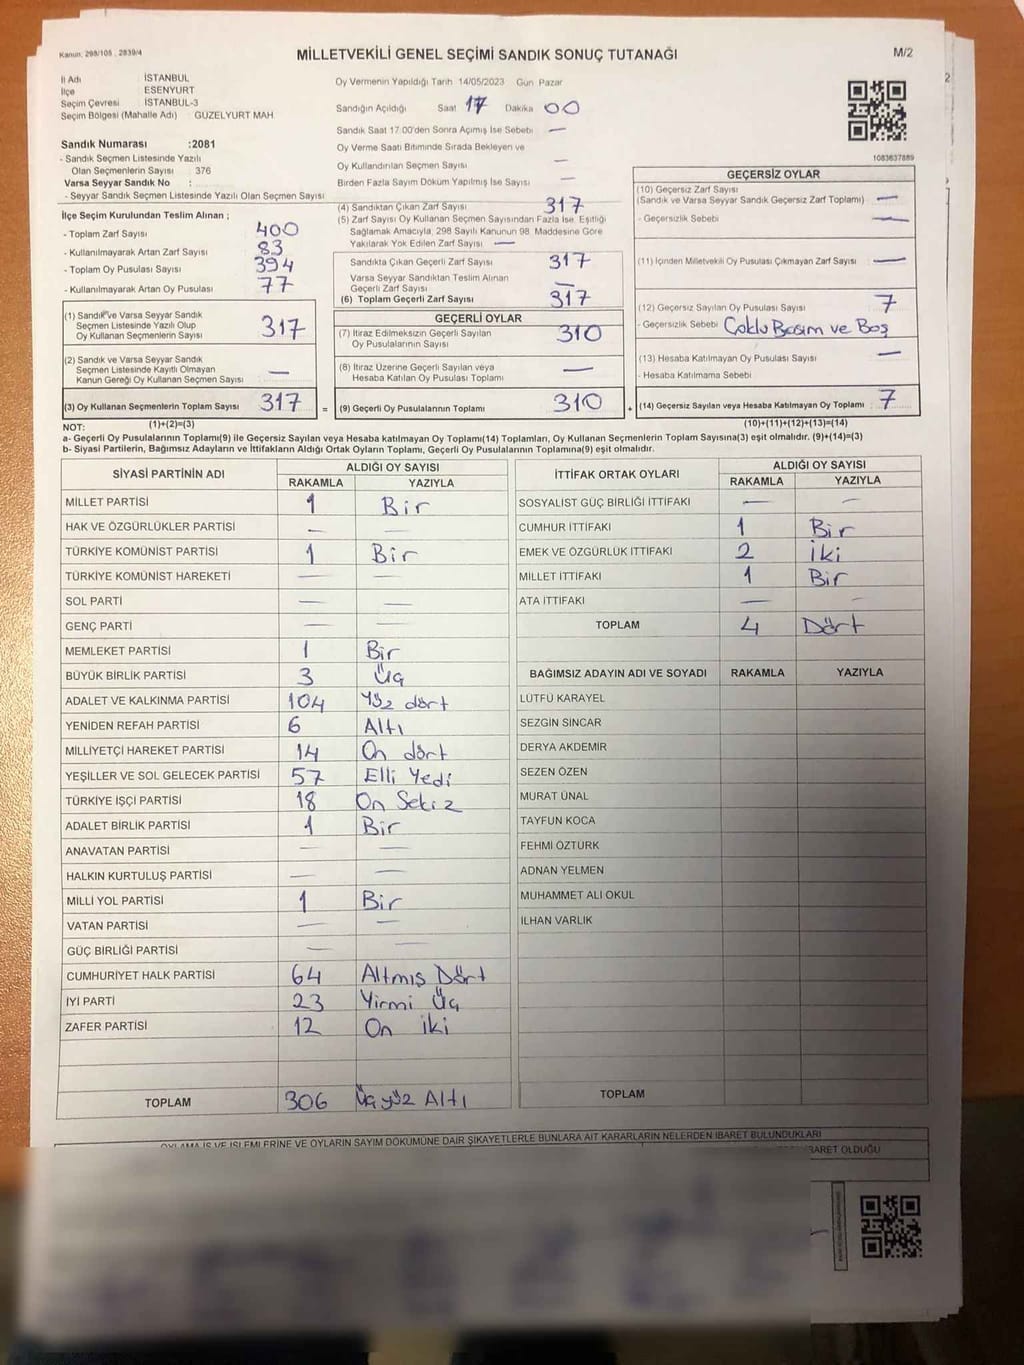 Kanun: 298/105 , 2839/4
MİLLETVEKİLİ GENEL SEÇİMİ SANDIK SONUÇ TUTANAĞI
M/2
İl Adı İSTANBUL
İlçe ESENYURT
Seçim Çevresi İSTANBUL-3
Seçim Bölgesi (Mahalle Adı) : GÜZELYURT MAH.
Sandık Numarası :2081
- Sandık Seçmen Listesinde Yazılı
Olan Seçmenlerin Sayısı : 376
Varsa Seyyar Sandık No :
- Seyyar Sandık Seçmen Listesinde Yazılı Olan Seçmen Sayısı
Oy Vermenin Yapıldığı Tarih 14/05/2023 Gün Pazar
Sandığın Açıldığı Saat 17 Dakika 00
Sandık Saat 17.00'den Sonra Açımış İse Sebebi —
Oy Verme Saati Bitiminde Sırada Bekleyen ve
Oy Kullandırılan Seçmen Sayısı —
Birden Fazla Sayım Döküm Yapılmış İse Sayısı —
1083637889
İlçe Seçim Kurulundan Teslim Alınan ;
- Toplam Zarf Sayısı 400
- Kullanılmayarak Artan Zarf Sayısı 83
- Toplam Oy Pusulası Sayısı 394
- Kullanılmayarak Artan Oy Pusulası 77
(1) Sandık ve Varsa Seyyar Sandık
Seçmen Listesinde Yazılı Olup
Oy Kullanan Seçmenlerin Sayısı 317
(2) Sandık ve Varsa Seyyar Sandık
Seçmen Listesinde Kayıtlı Olmayan
Kanun Gereği Oy Kullanan Seçmen Sayısı —
(3) Oy Kullanan Seçmenlerin Toplam Sayısı 317
(1)+(2)=(3)
(4) Sandıktan Çıkan Zarf Sayısı 317
(5) Zarf Sayısı Oy Kullanan Seçmen Sayısından Fazla İse, Eşitliği
Sağlamak Amacıyla, 298 Sayılı Kanunun 98. Maddesine Göre
Yakılarak Yok Edilen Zarf Sayısı —
Sandıkta Çıkan Geçerli Zarf Sayısı 317
Varsa Seyyar Sandıktan Teslim Alınan
Geçerli Zarf Sayısı —
(6) Toplam Geçerli Zarf Sayısı 317
GEÇERLİ OYLAR
(7) İtiraz Edilmeksizin Geçerli Sayılan
Oy Pusulalarının Sayısı 310
(8) İtiraz Üzerine Geçerli Sayılan veya
Hesaba Katılan Oy Pusulası Toplamı —
= (9) Geçerli Oy Pusulalarının Toplamı 310
GEÇERSİZ OYLAR
(10) Geçersiz Zarf Sayısı
(Sandık ve Varsa Seyyar Sandık Geçersiz Zarf Toplamı) —
- Geçersizlik Sebebi —
(11) İçinden Milletvekili Oy Pusulası Çıkmayan Zarf Sayısı —
(12) Geçersiz Sayılan Oy Pusulası Sayısı 7
- Geçersizlik Sebebi Çoklu Basım ve Boş
(13) Hesaba Katılmayan Oy Pusulası Sayısı —
- Hesaba Katılmama Sebebi
+ (14) Geçersiz Sayılan veya Hesaba Katılmayan Oy Toplamı 7
(10)+(11)+(12)+(13)=(14)
NOT:
a- Geçerli Oy Pusulalarının Toplamı(9) ile Geçersiz Sayılan veya Hesaba katılmayan Oy Toplamı(14) Toplamları, Oy Kullanan Seçmenlerin Toplam Sayısına(3) eşit olmalıdır. (9)+(14)=(3)
b- Siyasi Partilerin, Bağımsız Adayların ve İttifakların Aldığı Ortak Oyların Toplamı, Geçerli Oy Pusulalarının Toplamına(9) eşit olmalıdır.
SİYASİ PARTİNİN ADI ALDIĞI OY SAYISI
RAKAMLA YAZIYLA
MİLLET PARTİSİ 1 Bir
HAK VE ÖZGÜRLÜKLER PARTİSİ — —
TÜRKİYE KOMÜNİST PARTİSİ 1 Bir
TÜRKİYE KOMÜNİST HAREKETİ — —
SOL PARTİ — —
GENÇ PARTİ — —
MEMLEKET PARTİSİ 1 Bir
BÜYÜK BİRLİK PARTİSİ 3 Üç
ADALET VE KALKINMA PARTİSİ 104 Yüz dört
YENİDEN REFAH PARTİSİ 6 Altı
MİLLİYETÇİ HAREKET PARTİSİ 14 On dört
YEŞİLLER VE SOL GELECEK PARTİSİ 57 Elli Yedi
TÜRKİYE İŞÇİ PARTİSİ 18 On Sekiz
ADALET BİRLİK PARTİSİ 1 Bir
ANAVATAN PARTİSİ — —
HALKIN KURTULUŞ PARTİSİ — —
MİLLİ YOL PARTİSİ 1 Bir
VATAN PARTİSİ — —
GÜÇ BİRLİĞİ PARTİSİ — —
CUMHURİYET HALK PARTİSİ 64 Altmış Dört
İYİ PARTİ 23 Yirmi Üç
ZAFER PARTİSİ 12 On iki
TOPLAM 306 Üçyüz Altı
İTTİFAK ORTAK OYLARI ALDIĞI OY SAYISI
RAKAMLA YAZIYLA
SOSYALİST GÜÇ BİRLİĞİ İTTİFAKI — —
CUMHUR İTTİFAKI 1 Bir
EMEK VE ÖZGÜRLÜK İTTİFAKI 2 İki
MİLLET İTTİFAKI 1 Bir
ATA İTTİFAKI — —
TOPLAM 4 Dört
BAĞIMSIZ ADAYIN ADI VE SOYADI RAKAMLA YAZIYLA
LÜTFÜ KARAYEL
SEZGİN SİNCAR
DERYA AKDEMİR
SEZEN ÖZEN
MURAT ÜNAL
TAYFUN KOCA
FEHMİ ÖZTÜRK
ADNAN YELMEN
MUHAMMET ALİ OKUL
İLHAN VARLIK
TOPLAM
OYLAMA İŞ VE İŞLEMLERİNE VE OYLARIN SAYIM DÖKÜMÜNE DAİR ŞİKAYETLERLE BUNLARA AİT KARARLARIN NELERDEN İBARET BULUNDUKLARI
İBARET OLDUĞU